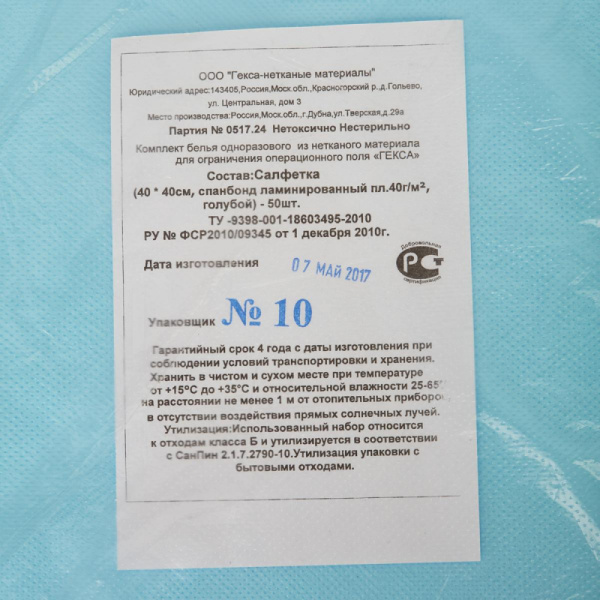 ООО "Гекса-нетканые материалы"
Юридический адрес:143405,Россия,Моск.обл.,Красногорский р.,д.Гольево,
ул. Центральная, дом 3
Место производства:Россия,Моск.обл.,г.Дубна,ул.Тверская,д.29а
Партия № 0517.24 Нетоксично Нестерильно
Комплект белья одноразового из нетканого материала
для ограничения операционного поля «ГЕКСА»
Состав:Салфетка
(40 * 40см, спанбонд ламинированный пл.40г/м²,
голубой) - 50шт.
ТУ -9398-001-18603495-2010
РУ № ФСР2010/09345 от 1 декабря 2010г.
Добровольная
РСТ
сертификация
Дата изготовления 07 МАЙ 2017
Упаковщик № 10
Гарантийный срок 4 года с даты изготовления при
соблюдении условий транспортировки и хранения.
Хранить в чистом и сухом месте при температуре
от +15°С до +35°С и относительной влажности 25-65
на расстоянии не менее 1 м от отопительных приборов
в отсутствии воздействия прямых солнечных лучей.
Утилизация:Использованный набор относится
к отходам класса Б и утилизируется в соответствии
с СанПин 2.1.7.2790-10.Утилизация упаковки с
бытовыми отходами.